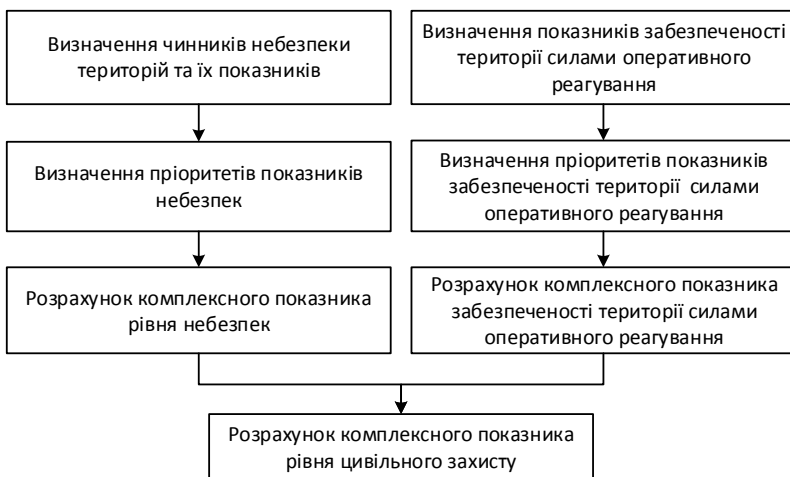 Визначення чинників небезпеки
територій та їх показників
Визначення показників забезпеченості
території силами оперативного
реагування
Визначення пріоритетів показників
небезпек
Визначення пріоритетів показників
забезпеченості території силами
оперативного реагування
Розрахунок комплексного показника
рівня небезпек
Розрахунок комплексного показника
забезпеченості території силами
оперативного реагування
Розрахунок комплексного показника
рівня цивільного захисту